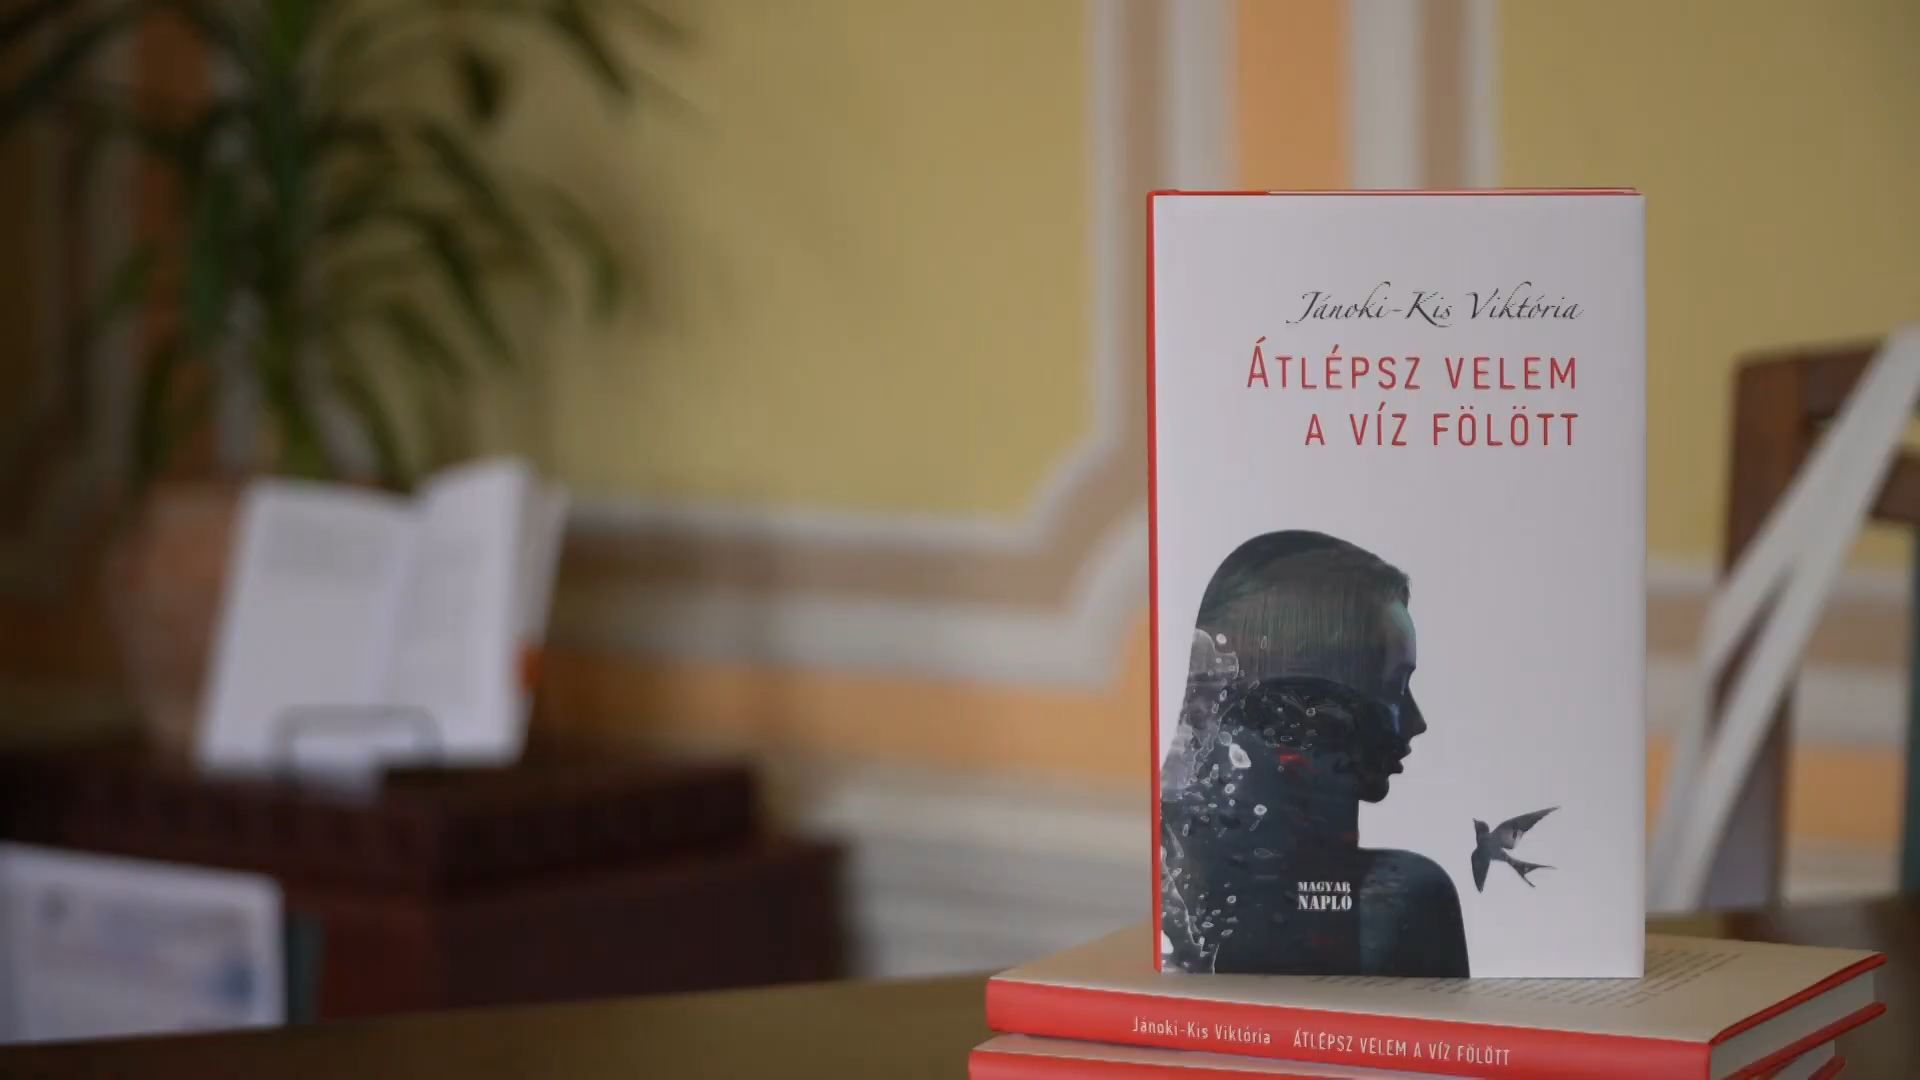 Jánoki-Kis Viktória
ÁTLÉPSZ VELEM
A VÍZ FÖLÖTT
MAGYAR
NAPLÓ
Jánoki-Kis Viktória ÁTLÉPSZ VELEM A VÍZ FÖLÖTT